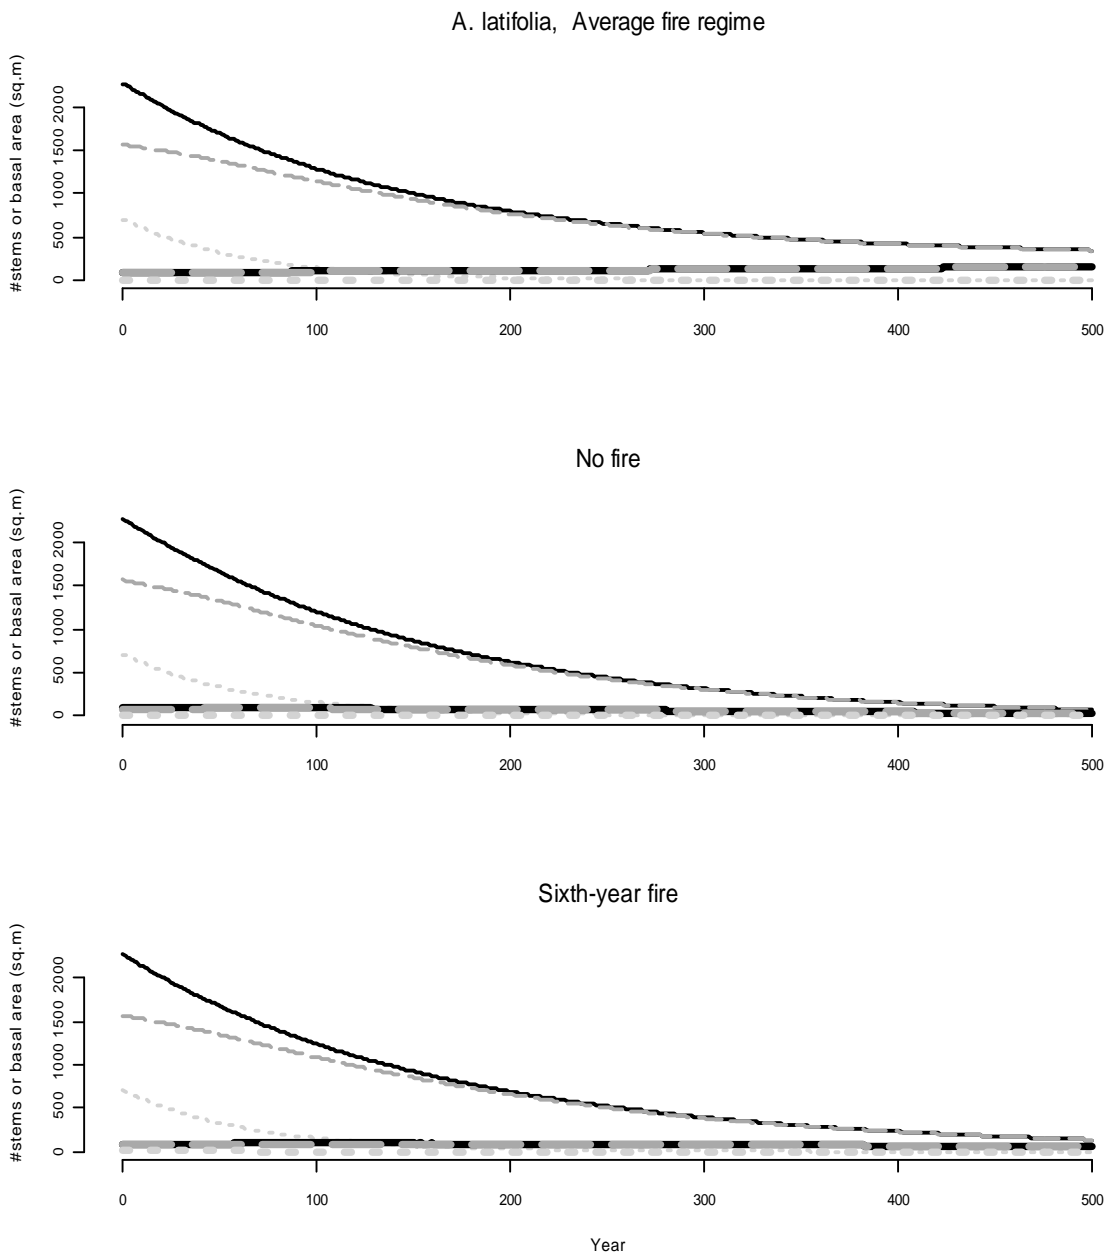 A. latifolia, Average fire regime
#stems or basal area (sq.m)
2000
1500
1000
500
0
0 100 200 300 400 500
No fire
#stems or basal area (sq.m)
2000
1500
1000
500
0
0 100 200 300 400 500
Sixth-year fire
#stems or basal area (sq.m)
2000
1500
1000
500
0
0 100 200 300 400 500
Year